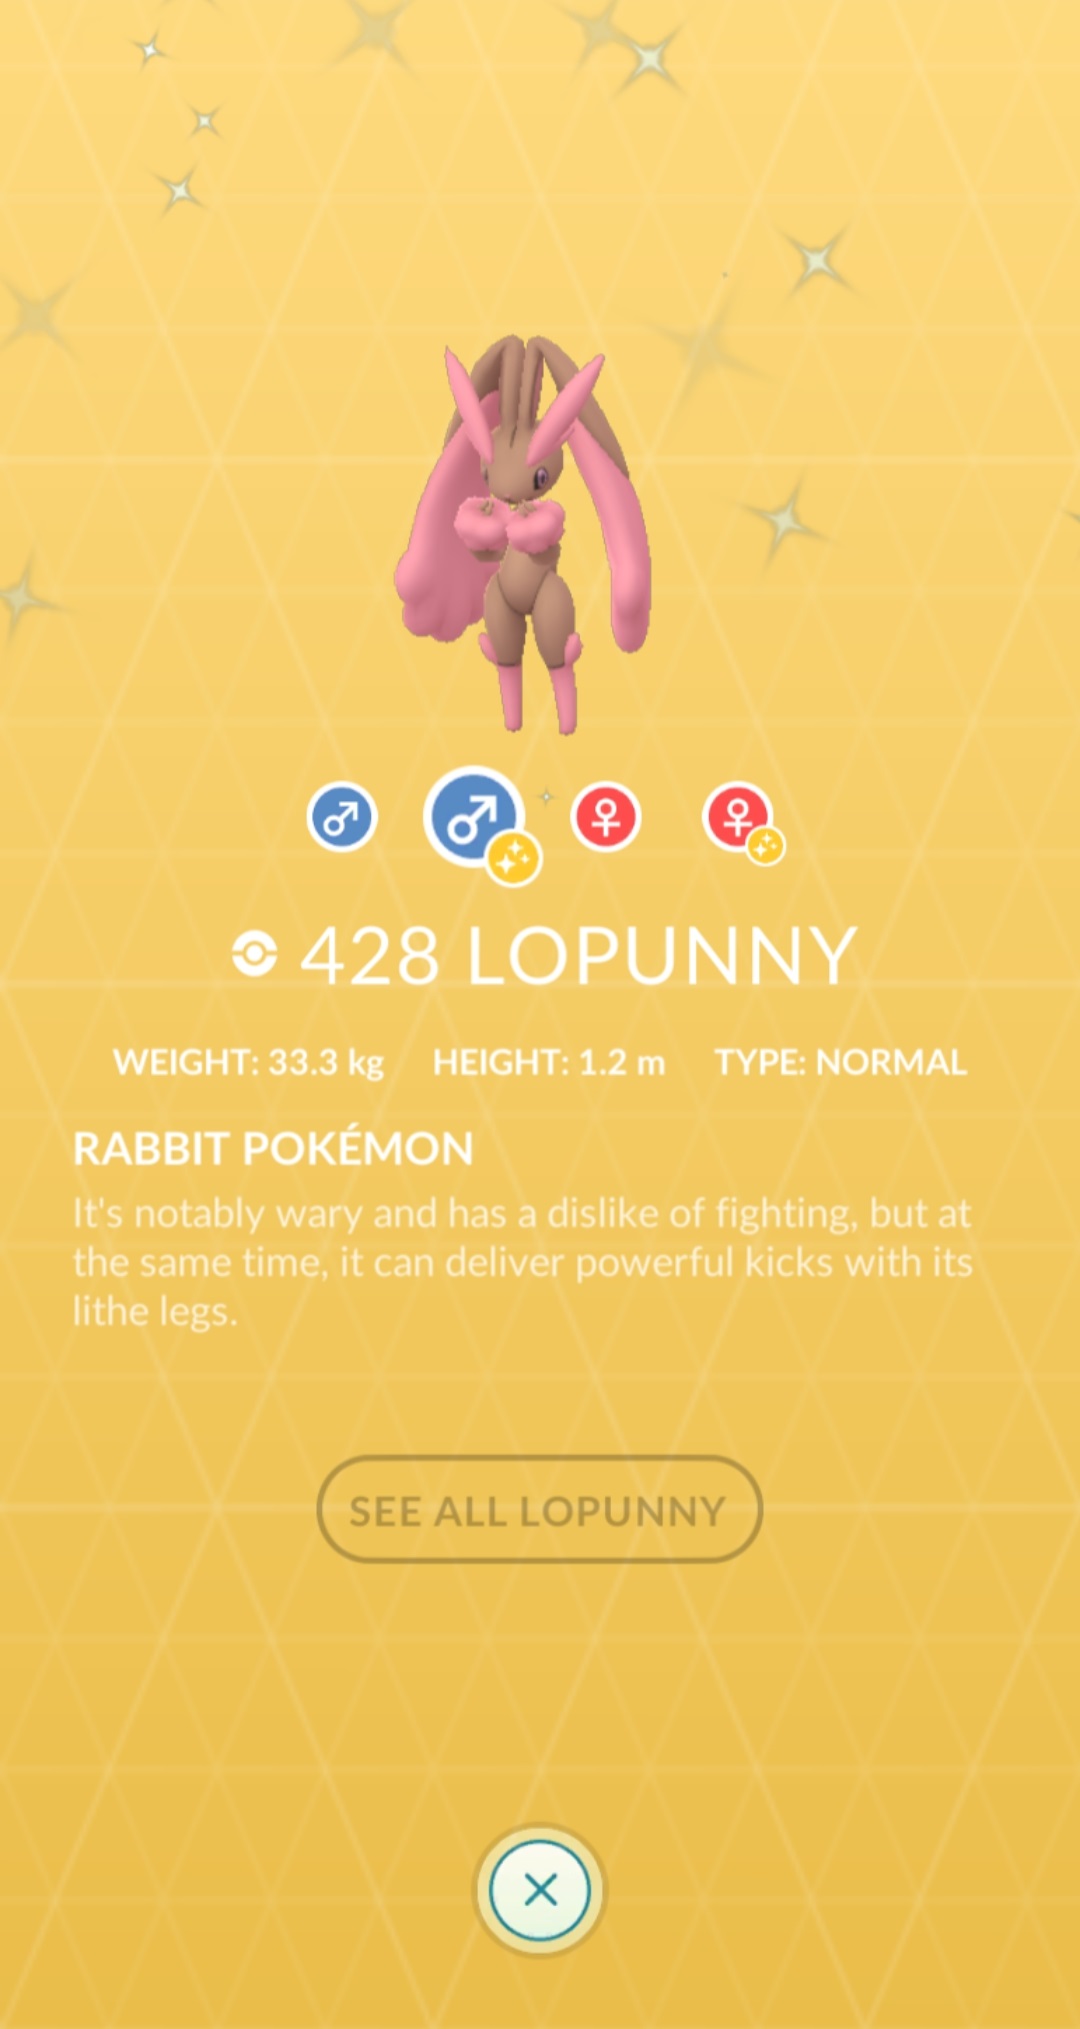 428 LOPUNNY
WEIGHT: 33.3 kg HEIGHT: 1.2 m TYPE: NORMAL
RABBIT POKÉMON
It's notably wary and has a dislike of fighting, but at
the same time, it can deliver powerful kicks with its
lithe legs.
SEE ALL LOPUNNY